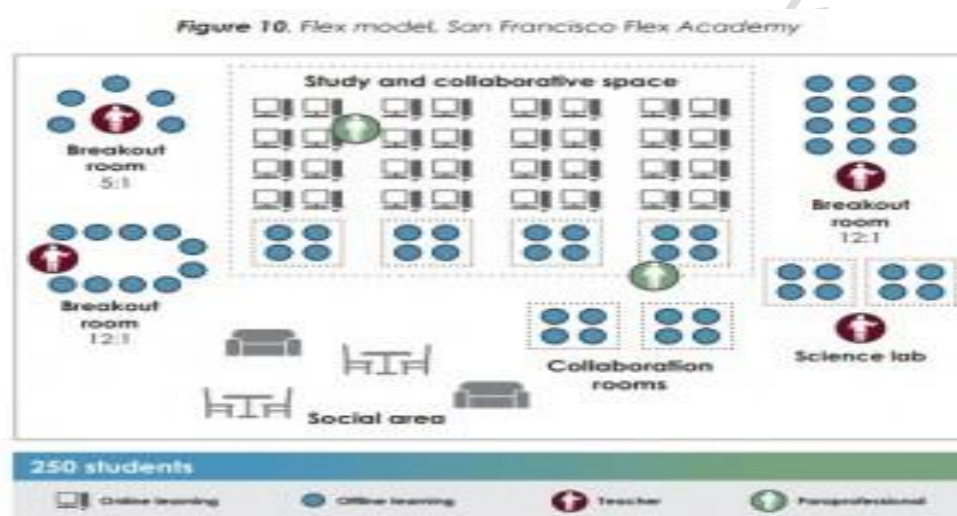 Figure 10. Flex model. San Francisco Flex Academy
Study and collaborative space
Breakout
room
5:1
Breakout
room
12:1
Breakout
room
12:1
Science lab
Collaboration
rooms
Social area
250 students
Online learning
Offline learning
Teacher
Paraprofessional